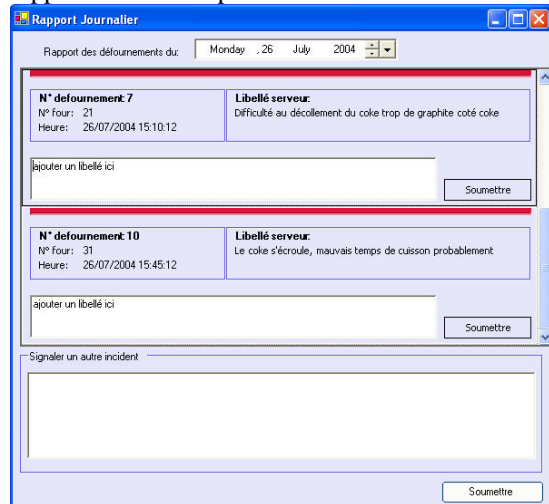 Rapport Journalier
Rapport des défournements du: Monday , 26 July 2004
N° defournement: 7
N° four: 21
Heure: 26/07/2004 15:10:12
Libellé serveur:
Difficulté au décollement du coke trop de graphite coté coke
ajouter un libellé ici
Soumettre
N° defournement: 10
N° four: 31
Heure: 26/07/2004 15:45:12
Libellé serveur:
Le coke s'écroule, mauvais temps de cuisson probablement
ajouter un libellé ici
Soumettre
Signaler un autre incident
Soumettre